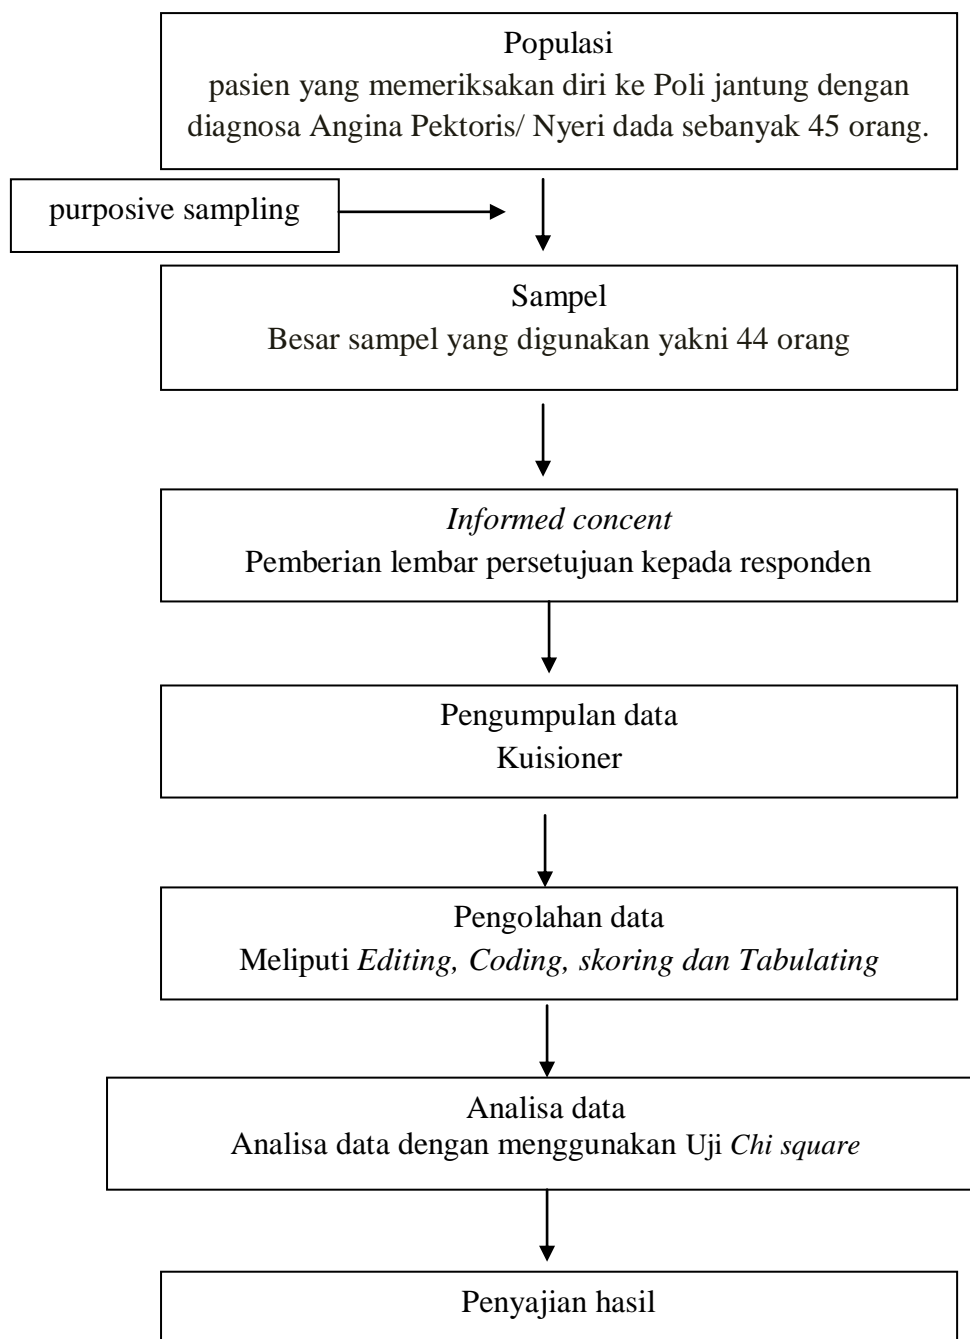 Populasi
pasien yang memeriksakan diri ke Poli jantung dengan
diagnosa Angina Pektoris/ Nyeri dada sebanyak 45 orang.
purposive sampling
Sampel
Besar sampel yang digunakan yakni 44 orang
Informed concent
Pemberian lembar persetujuan kepada responden
Pengumpulan data
Kuisioner
Pengolahan data
Meliputi Editing, Coding, skoring dan Tabulating
Analisa data
Analisa data dengan menggunakan Uji Chi square
Penyajian hasil